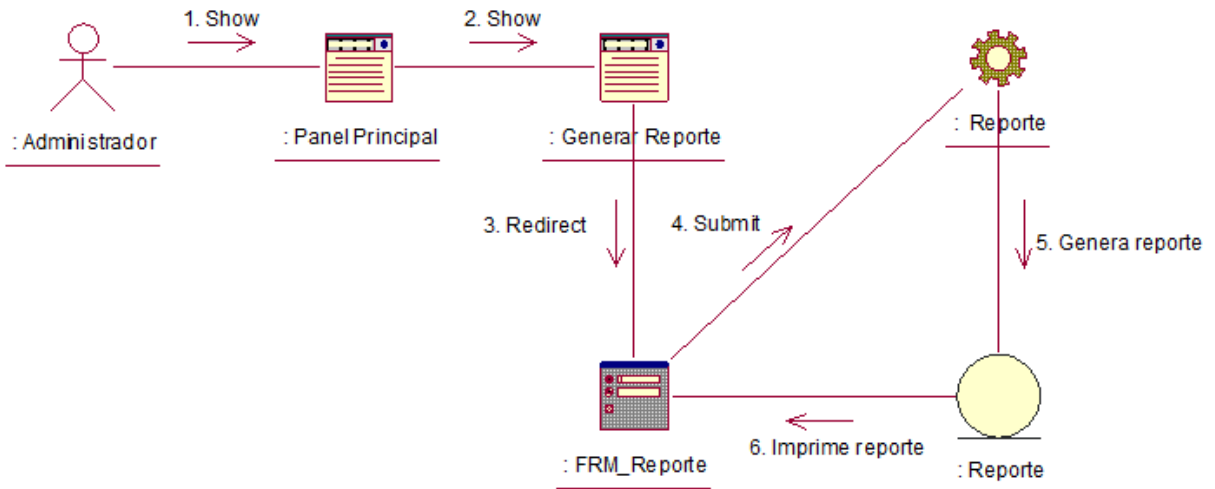 1. Show
2. Show
: Administrador
: Panel Principal
: Generar Reporte
: Reporte
3. Redirect
4. Submit
5. Genera reporte
6. Imprime reporte
: FRM_Reporte
: Reporte